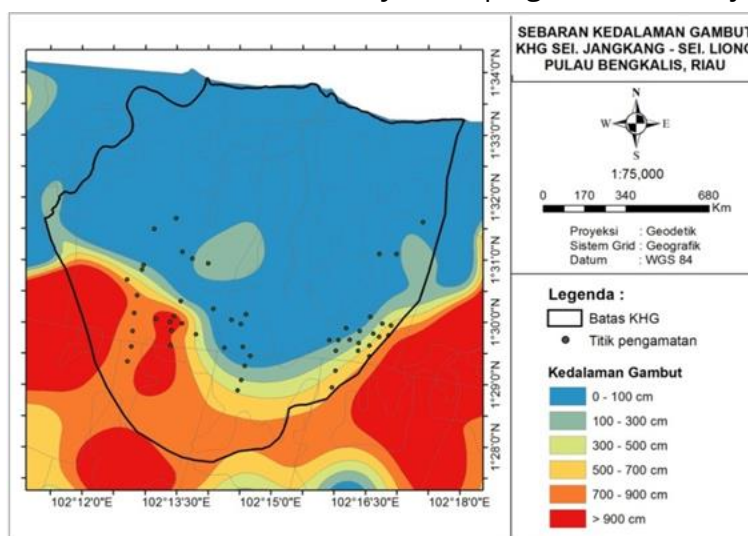 SEBARAN KEDALAMAN GAMBUT
KHG SEI. JANGKANG - SEI. LIONG
PULAU BENGKALIS, RIAU
N
W E
S
1:75,000
0 170 340 680
Km
Proyeksi : Geodetik
Sistem Grid : Geografik
Datum : WGS 84
Legenda :
Batas KHG
Titik pengamatan
Kedalaman Gambut
0 - 100 cm
100 - 300 cm
300 - 500 cm
500 - 700 cm
700 - 900 cm
> 900 cm
1°34'0"N
1°33'0"N
1°32'0"N
1°31'0"N
1°30'0"N
1°29'0"N
1°28'0"N
102°12'0"E 102°13'30"E 102°15'0"E 102°16'30"E 102°18'0"E